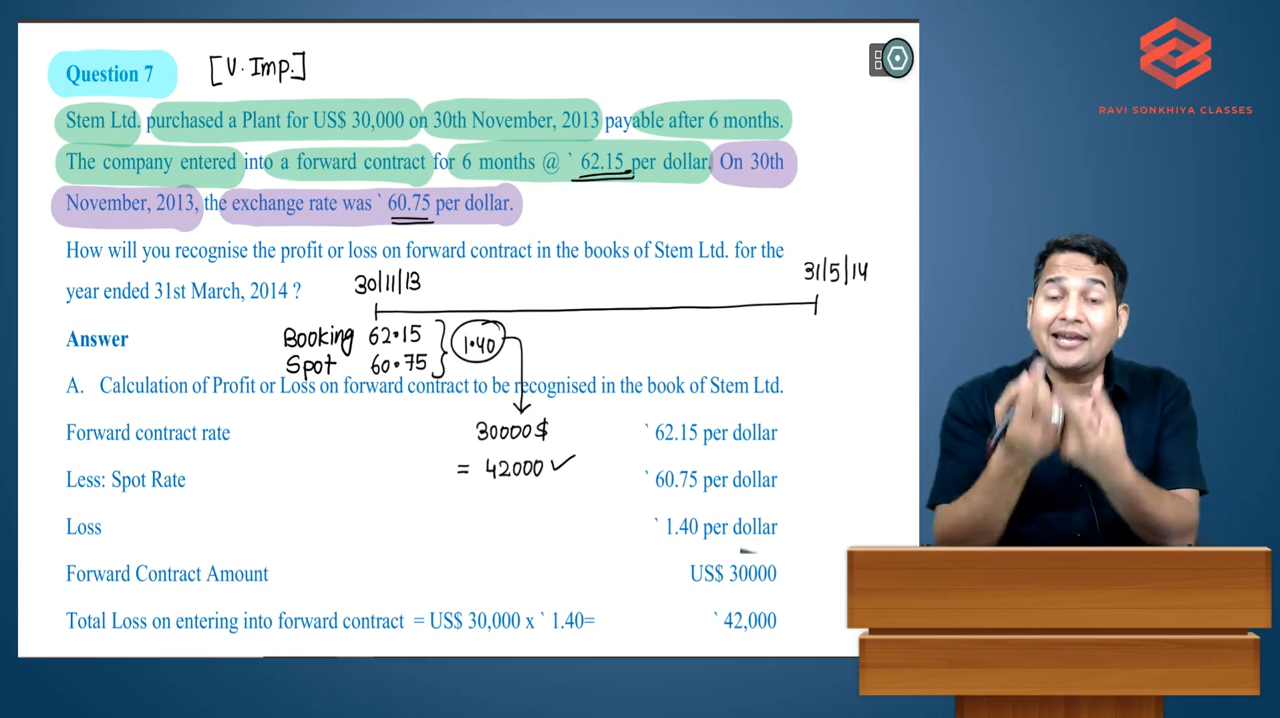 Question 7
[V. Imp.]
RAVI SONKHIYA CLASSES
Stem Ltd. purchased a Plant for US$ 30,000 on 30th November, 2013 payable after 6 months.
The company entered into a forward contract for 6 months @ ` 62.15 per dollar. On 30th
November, 2013, the exchange rate was ` 60.75 per dollar.
How will you recognise the profit or loss on forward contract in the books of Stem Ltd. for the
year ended 31st March, 2014 ?
30/11/13
31/5/14
Answer
Booking 62.15
Spot 60.75
1.40
A. Calculation of Profit or Loss on forward contract to be recognised in the book of Stem Ltd.
Forward contract rate ` 62.15 per dollar
30000$
= 42000 ✓
Less: Spot Rate ` 60.75 per dollar
Loss ` 1.40 per dollar
Forward Contract Amount US$ 30000
Total Loss on entering into forward contract = US$ 30,000 x ` 1.40= ` 42,000